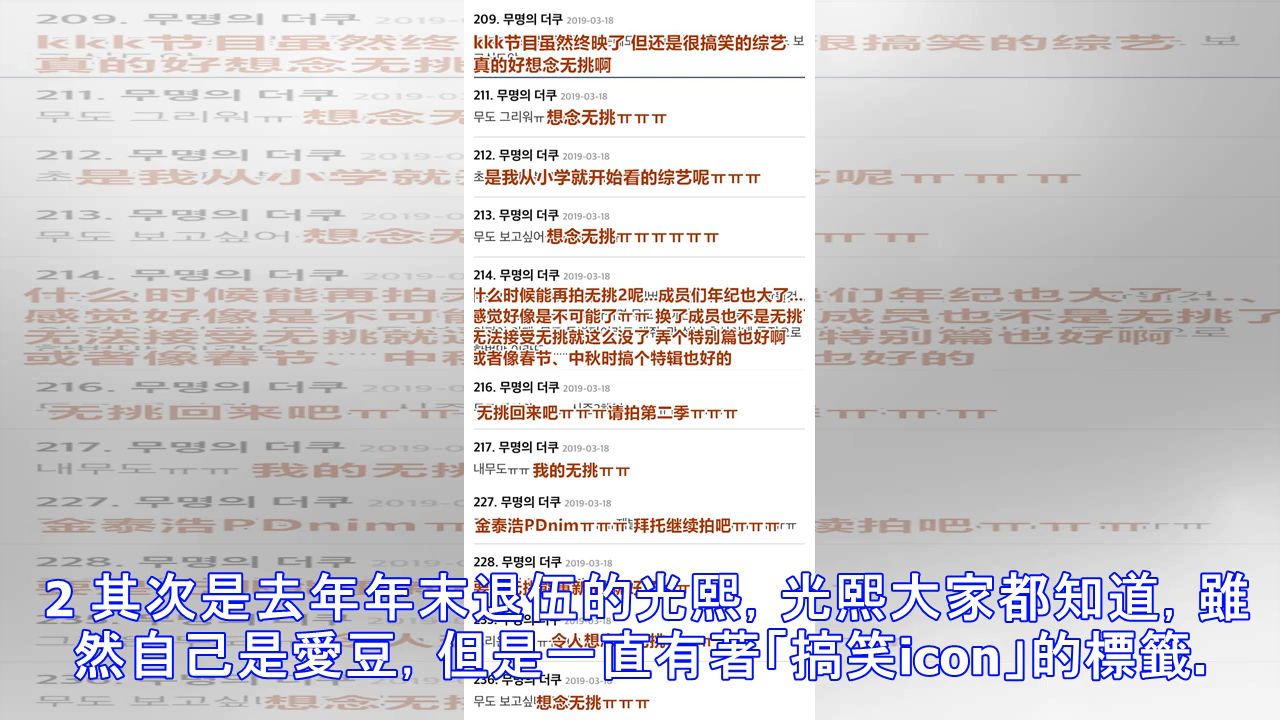 209. 무명의 더쿠 2019-03-18
kkk节目虽然终映了 但还是很搞笑的综艺 보
真的好想念无挑啊
211. 무명의 더쿠 2019-03-18
무도 그리워ㅠ 想念无挑ㅠㅠㅠ
212. 무명의 더쿠 2019-03-18
초是我从小学就开始看的综艺呢ㅠㅠㅠ
213. 무명의 더쿠 2019-03-18
무도 보고싶어 想念无挑ㅠㅠㅠㅠㅠㅠ
214. 무명의 더쿠 2019-03-18
什么时候能再拍无挑2呢 成员们年纪也大了...
感觉好像是不可能了ㅠㅠ 换了成员也不是无挑
无法接受无挑就这么没了 弄个特别篇也好啊
或者像春节、中秋时搞个特辑也好的
216. 무명의 더쿠 2019-03-18
无挑回来吧ㅠㅠㅠ请拍第二季ㅠㅠㅠ
217. 무명의 더쿠 2019-03-18
내무도ㅠㅠ 我的无挑ㅠㅠ
227. 무명의 더쿠 2019-03-18
金泰浩PDnimㅠㅠㅠ 拜托继续拍吧ㅠㅠㅠ
228. 무명의 더쿠 2019-03-18
2 其次是去年年末退伍的光熙, 光熙大家都知道, 雖
然自己是愛豆, 但是一直有著「搞笑icon」的標籤.
236. 무명의 더쿠 2019-03-18
무도 보고싶 想念无挑ㅠㅠㅠ